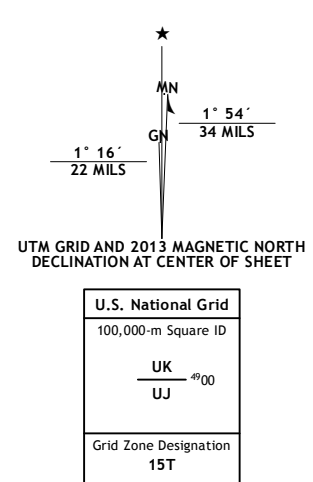 ★
MN
1° 54´
34 MILS
GN
1° 16´
22 MILS
UTM GRID AND 2013 MAGNETIC NORTH
DECLINATION AT CENTER OF SHEET
U.S. National Grid
100,000-m Square ID
UK
4900
UJ
Grid Zone Designation
15T